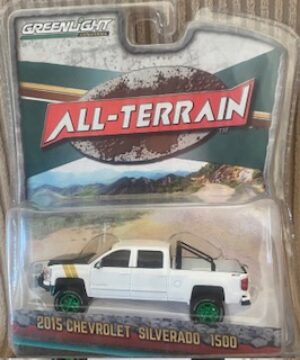 GREENLIGHT
ALL-TERRAIN
2015 CHEVROLET SILVERADO 1500